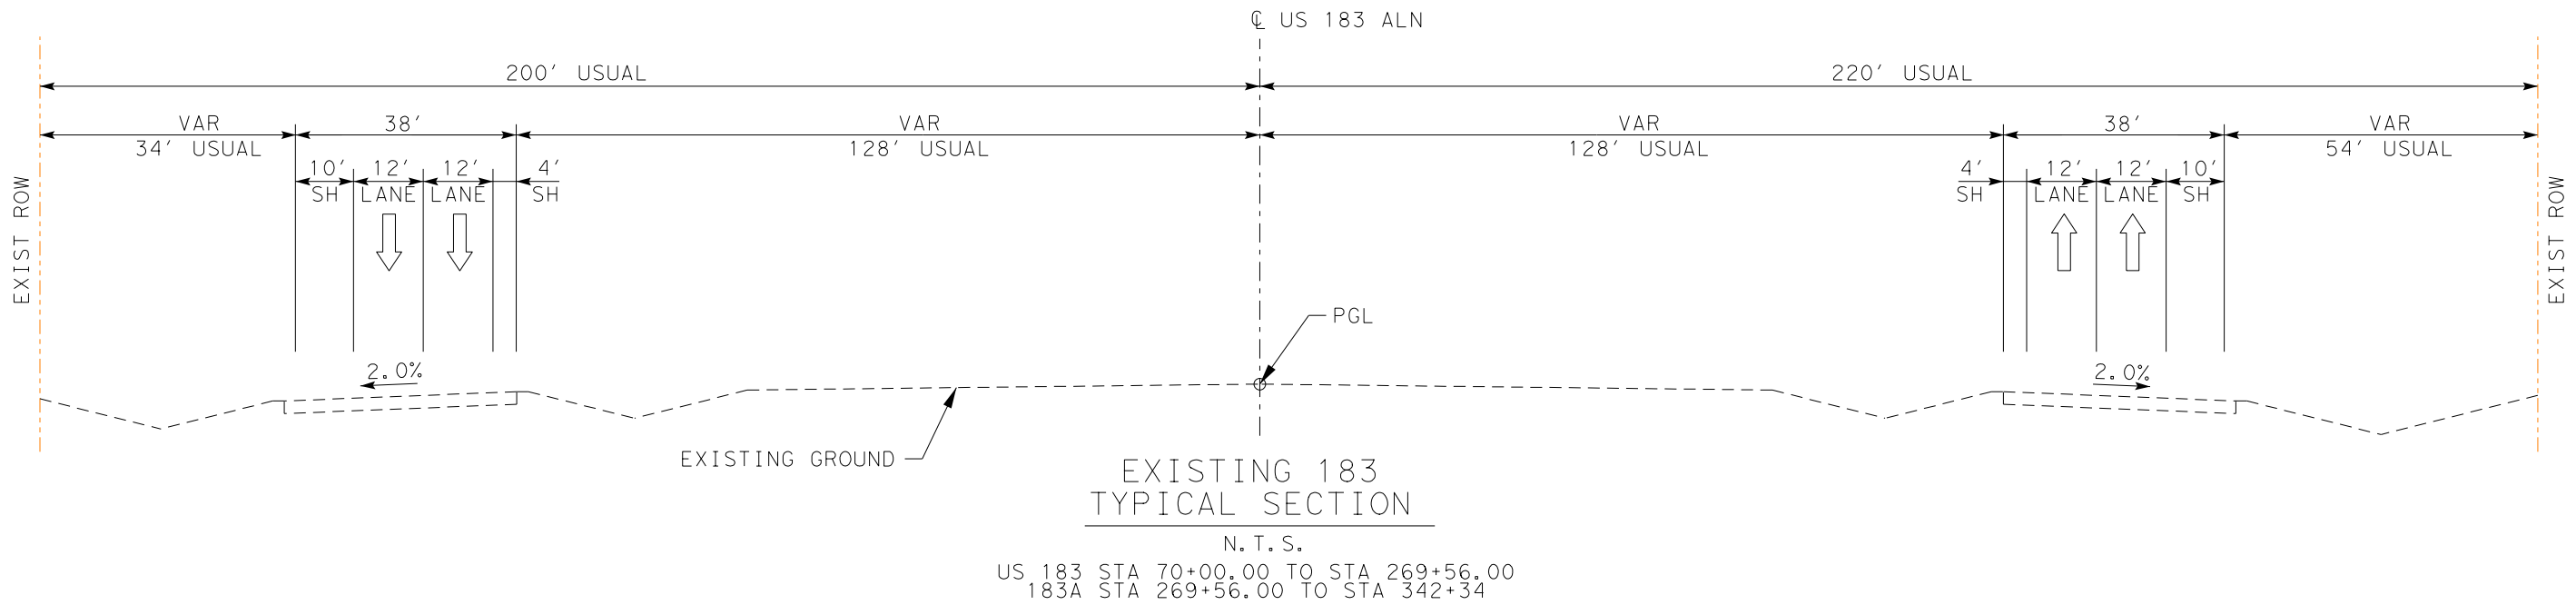 ℄ US 183 ALN
200' USUAL
220' USUAL
VAR
34' USUAL
38'
VAR
128' USUAL
VAR
128' USUAL
38'
VAR
54' USUAL
10'
SH
12'
LANE
12'
LANE
4'
SH
4'
SH
12'
LANE
12'
LANE
10'
SH
EXIST ROW
EXIST ROW
PGL
2.0%
2.0%
EXISTING GROUND
EXISTING 183
TYPICAL SECTION
N.T.S.
US 183 STA 70+00.00 TO STA 269+56.00
183A STA 269+56.00 TO STA 342+34